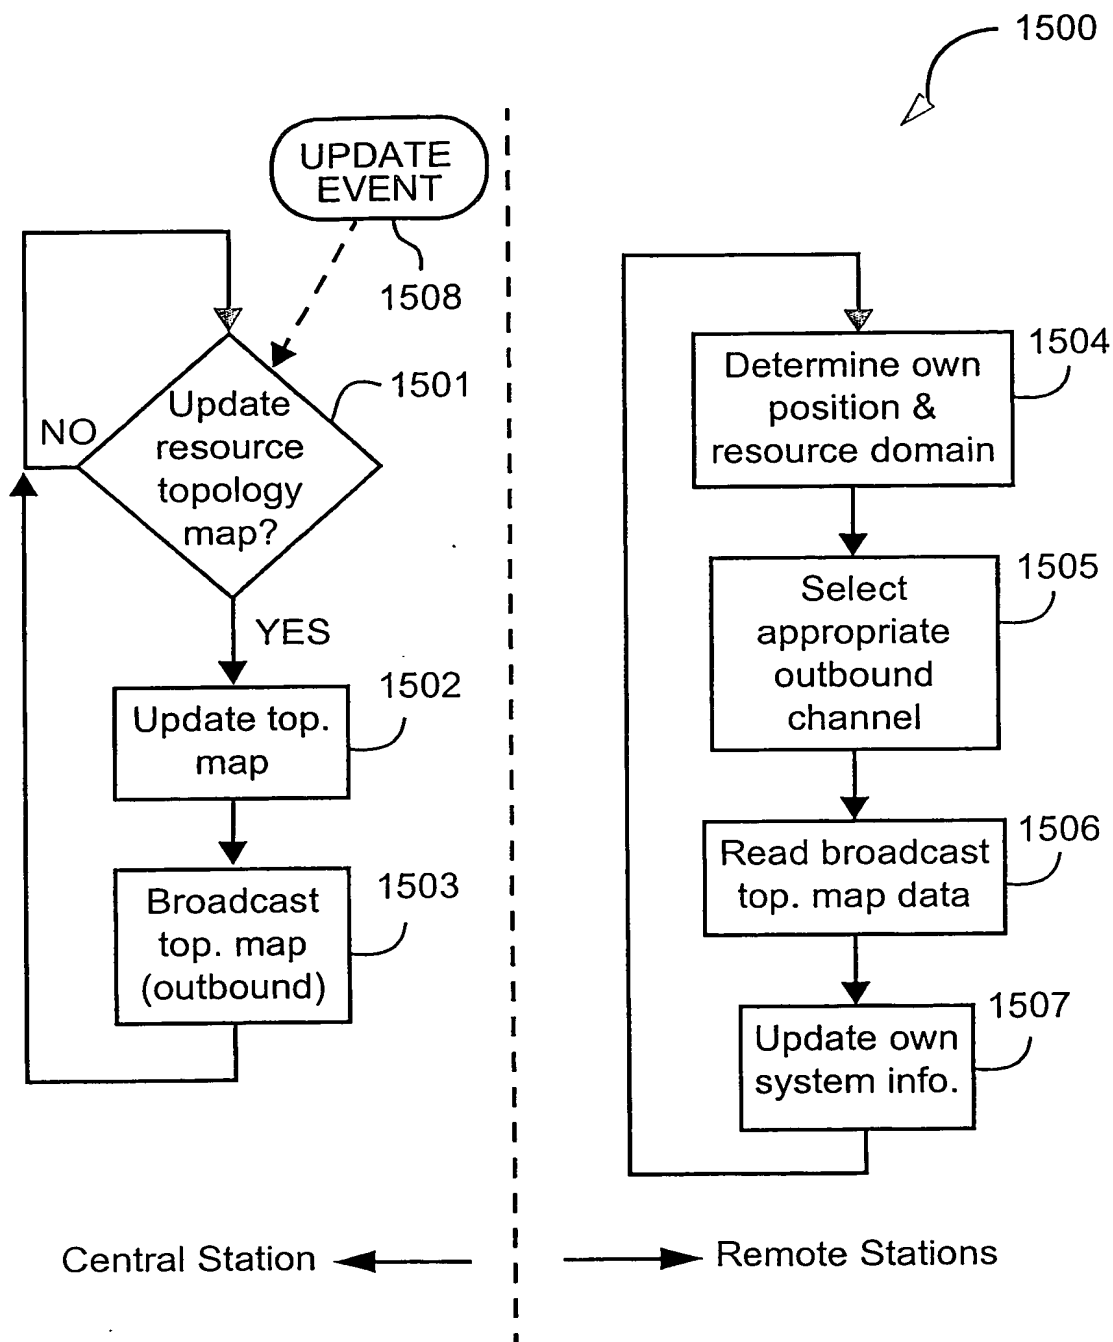 1500
UPDATE
EVENT
1508
1501
Update
resource
topology
map?
NO
YES
1502
Update top.
map
1503
Broadcast
top. map
(outbound)
Central Station
1504
Determine own
position &
resource domain
1505
Select
appropriate
outbound
channel
1506
Read broadcast
top. map data
1507
Update own
system info.
Remote Stations